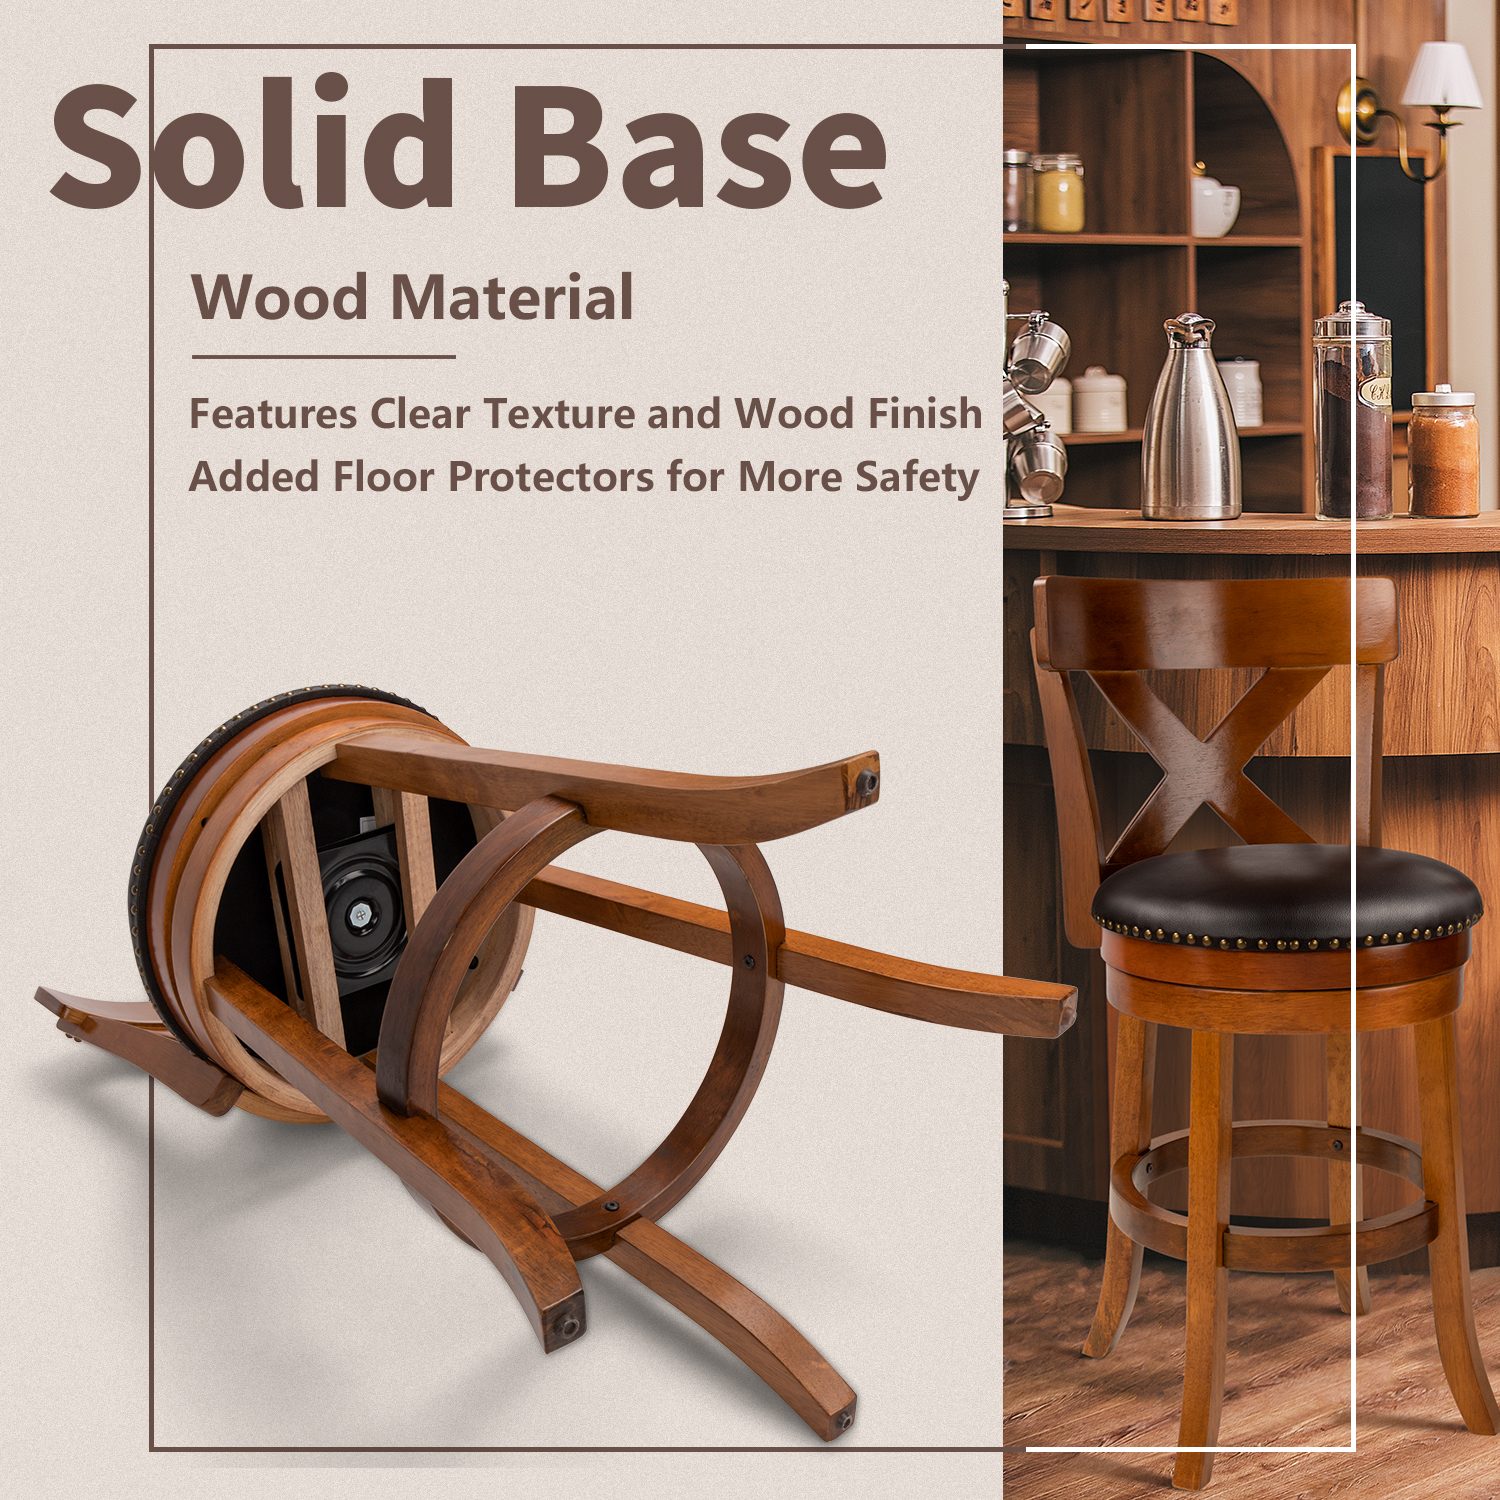 Solid Base
Wood Material
Features Clear Texture and Wood Finish
Added Floor Protectors for More Safety